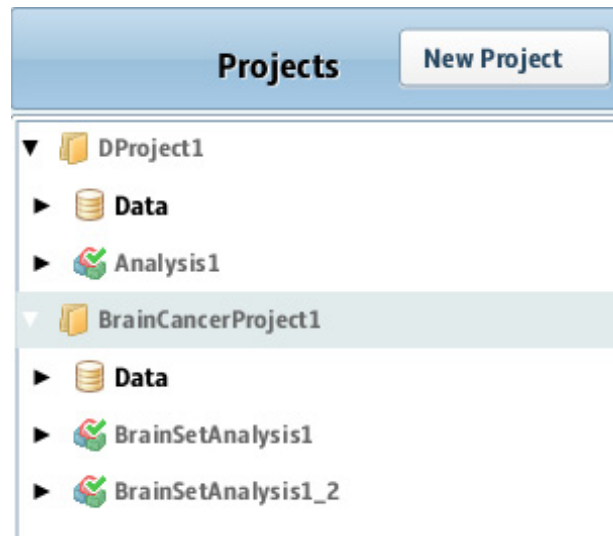 Projects
New Project
DProject1
Data
Analysis1
BrainCancerProject1
Data
BrainSetAnalysis1
BrainSetAnalysis1_2